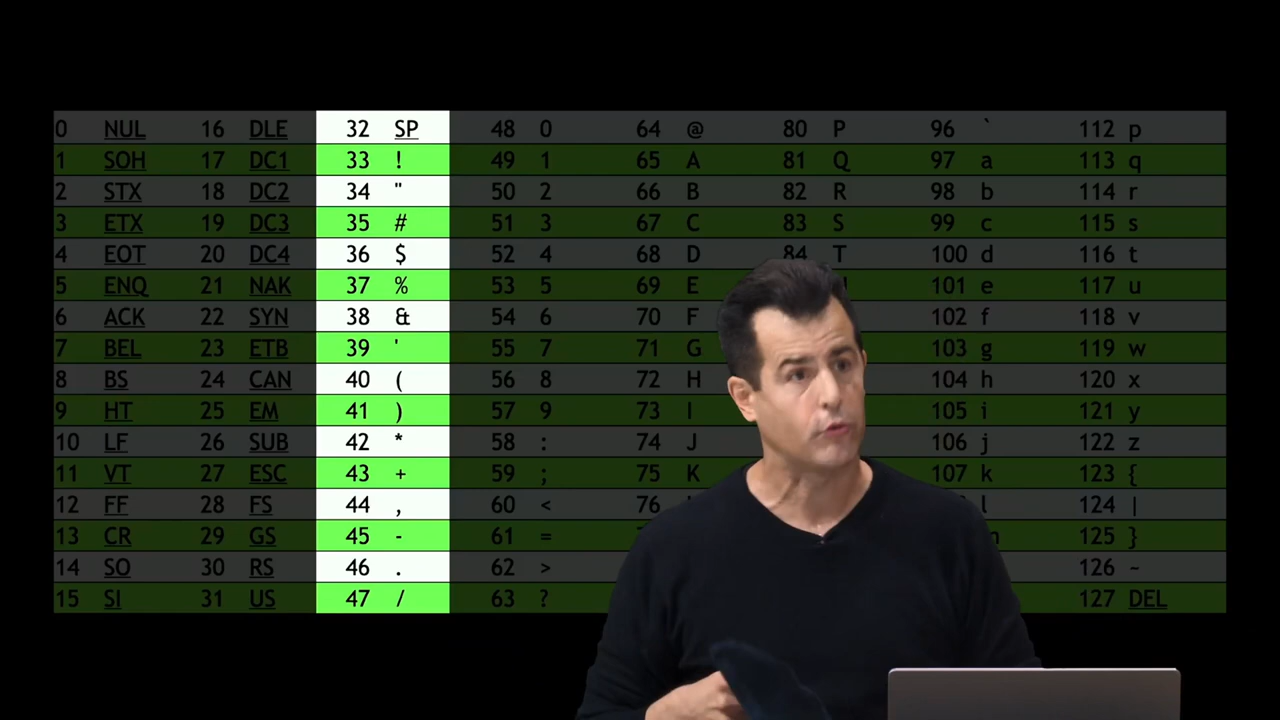 0 NUL 16 DLE 32 SP 48 0 64 @ 80 P 96 ` 112 p
1 SOH 17 DC1 33 ! 49 1 65 A 81 Q 97 a 113 q
2 STX 18 DC2 34 " 50 2 66 B 82 R 98 b 114 r
3 ETX 19 DC3 35 # 51 3 67 C 83 S 99 c 115 s
4 EOT 20 DC4 36 $ 52 4 68 D 84 T 100 d 116 t
5 ENQ 21 NAK 37 % 53 5 69 E 101 e 117 u
6 ACK 22 SYN 38 & 54 6 70 F 102 f 118 v
7 BEL 23 ETB 39 ' 55 7 71 G 103 g 119 w
8 BS 24 CAN 40 ( 56 8 72 H 104 h 120 x
9 HT 25 EM 41 ) 57 9 73 I 105 i 121 y
10 LF 26 SUB 42 * 58 : 74 J 106 j 122 z
11 VT 27 ESC 43 + 59 ; 75 K 107 k 123 {
12 FF 28 FS 44 , 60 < 76 l 124 |
13 CR 29 GS 45 - 61 = 125 }
14 SO 30 RS 46 . 62 > 126 ~
15 SI 31 US 47 / 63 ? 127 DEL